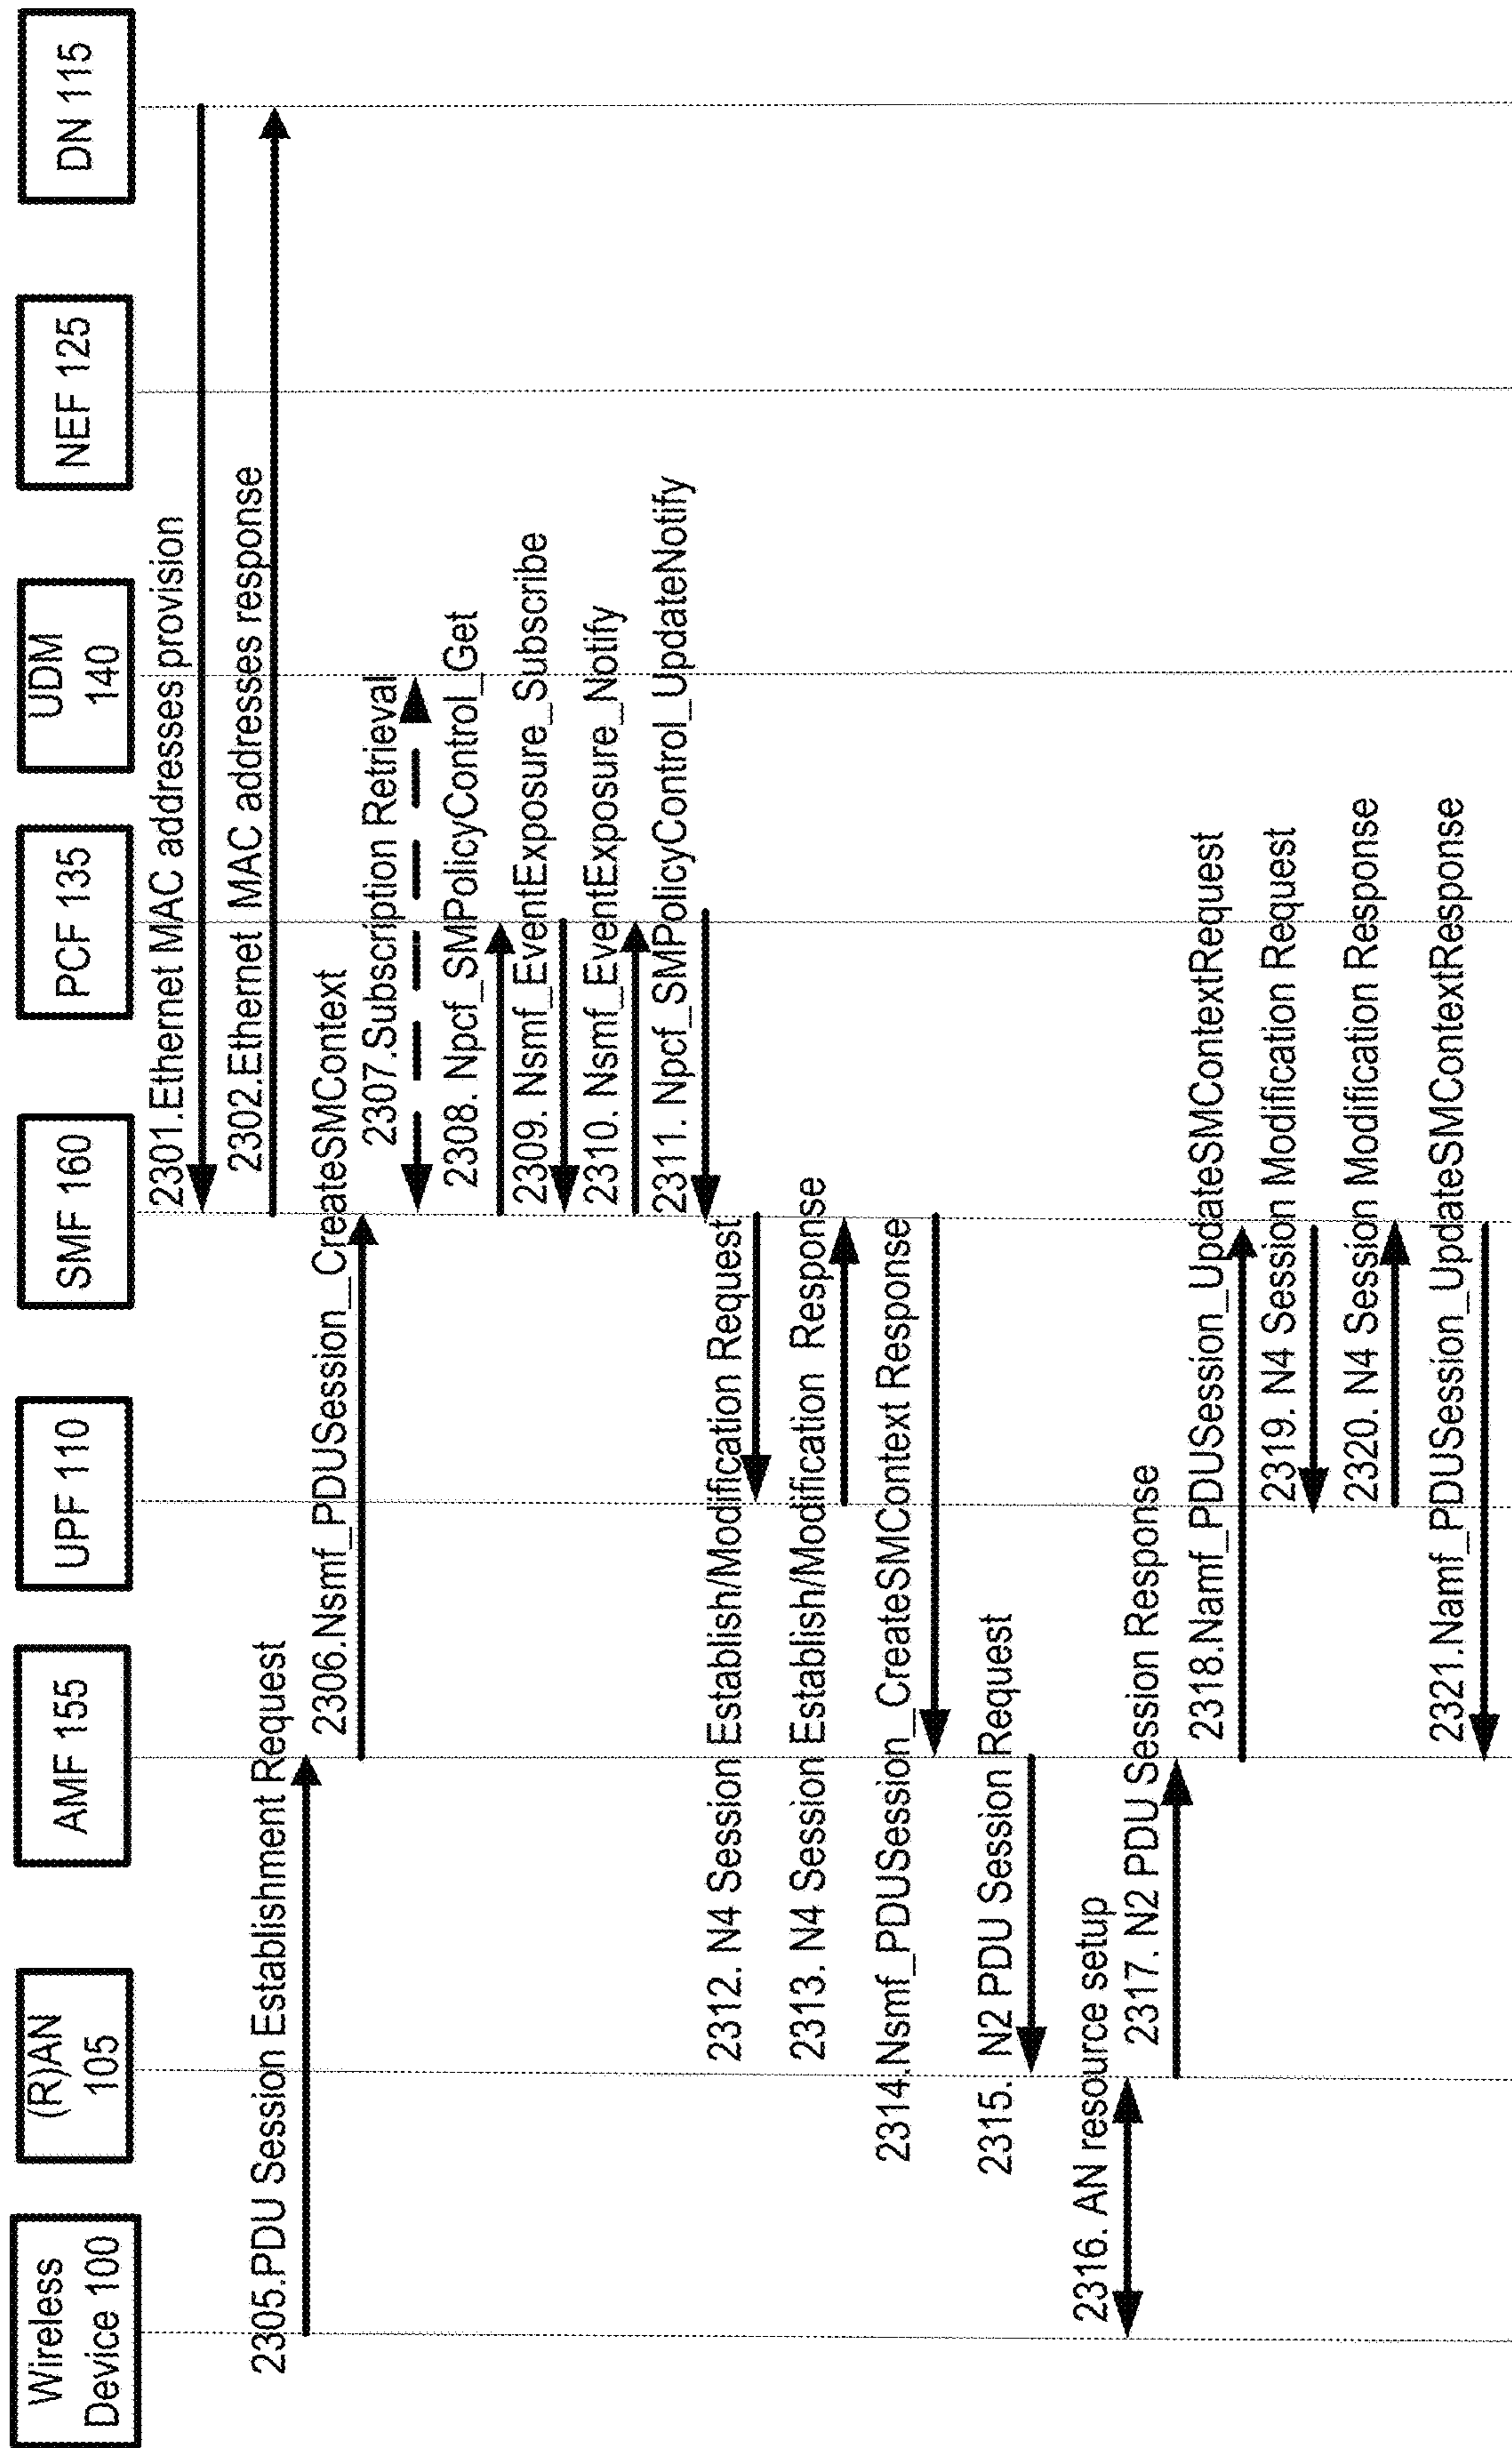 Wireless
Device 100
(R)AN
105
AMF 155
UPF 110
SMF 160
PCF 135
UDM
140
NEF 125
DN 115
2301.Ethernet MAC addresses provision
2302.Ethernet MAC addresses response
2305.PDU Session Establishment Request
2306.Nsmf_PDUSession_CreateSMContext
2307.Subscription Retrieval
2308. Npcf_SMPolicyControl_Get
2309. Nsmf_EventExposure_Subscribe
2310. Nsmf_EventExposure_Notify
2311. Npcf_SMPolicyControl_UpdateNotify
2312. N4 Session Establish/Modification Request
2313. N4 Session Establish/Modification Response
2314.Nsmf_PDUSession_CreateSMContext Response
2315. N2 PDU Session Request
2316. AN resource setup
2317. N2 PDU Session Response
2318.Namf_PDUSession_UpdateSMContextRequest
2319. N4 Session Modification Request
2320. N4 Session Modification Response
2321.Namf_PDUSession_UpdateSMContextResponse